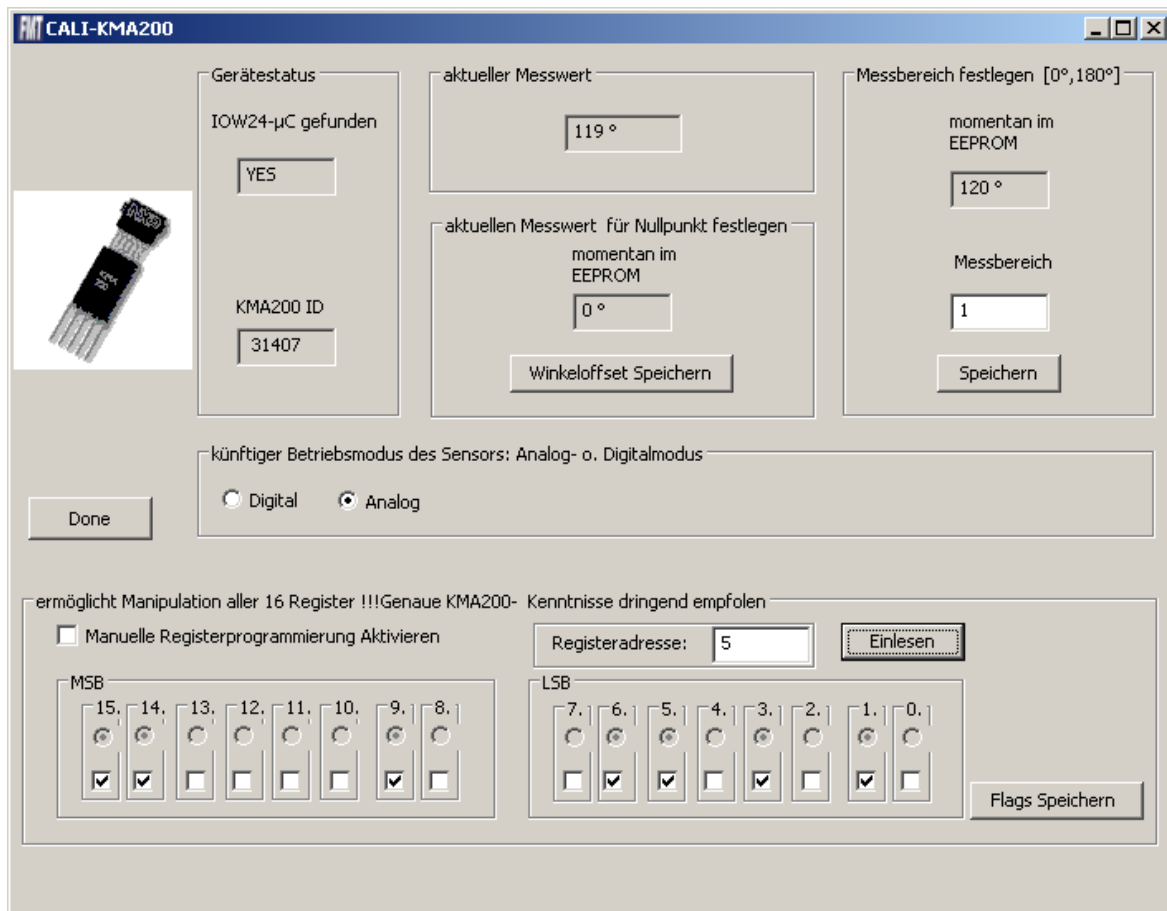 FMT CALI-KMA200
Gerätestatus
IOW24-µC gefunden
YES
KMA200 ID
31407
aktueller Messwert
119 °
aktuellen Messwert für Nullpunkt festlegen
momentan im
EEPROM
0 °
Winkeloffset Speichern
Messbereich festlegen [0°,180°]
momentan im
EEPROM
120 °
Messbereich
1
Speichern
KMA
200
künftiger Betriebsmodus des Sensors: Analog- o. Digitalmodus
Digital Analog
Done
ermöglicht Manipulation aller 16 Register !!!Genaue KMA200- Kenntnisse dringend empfolen
Manuelle Registerprogrammierung Aktivieren
Registeradresse: 5
Einlesen
MSB
15. 14. 13. 12. 11. 10. 9. 8.
LSB
7. 6. 5. 4. 3. 2. 1. 0.
Flags Speichern